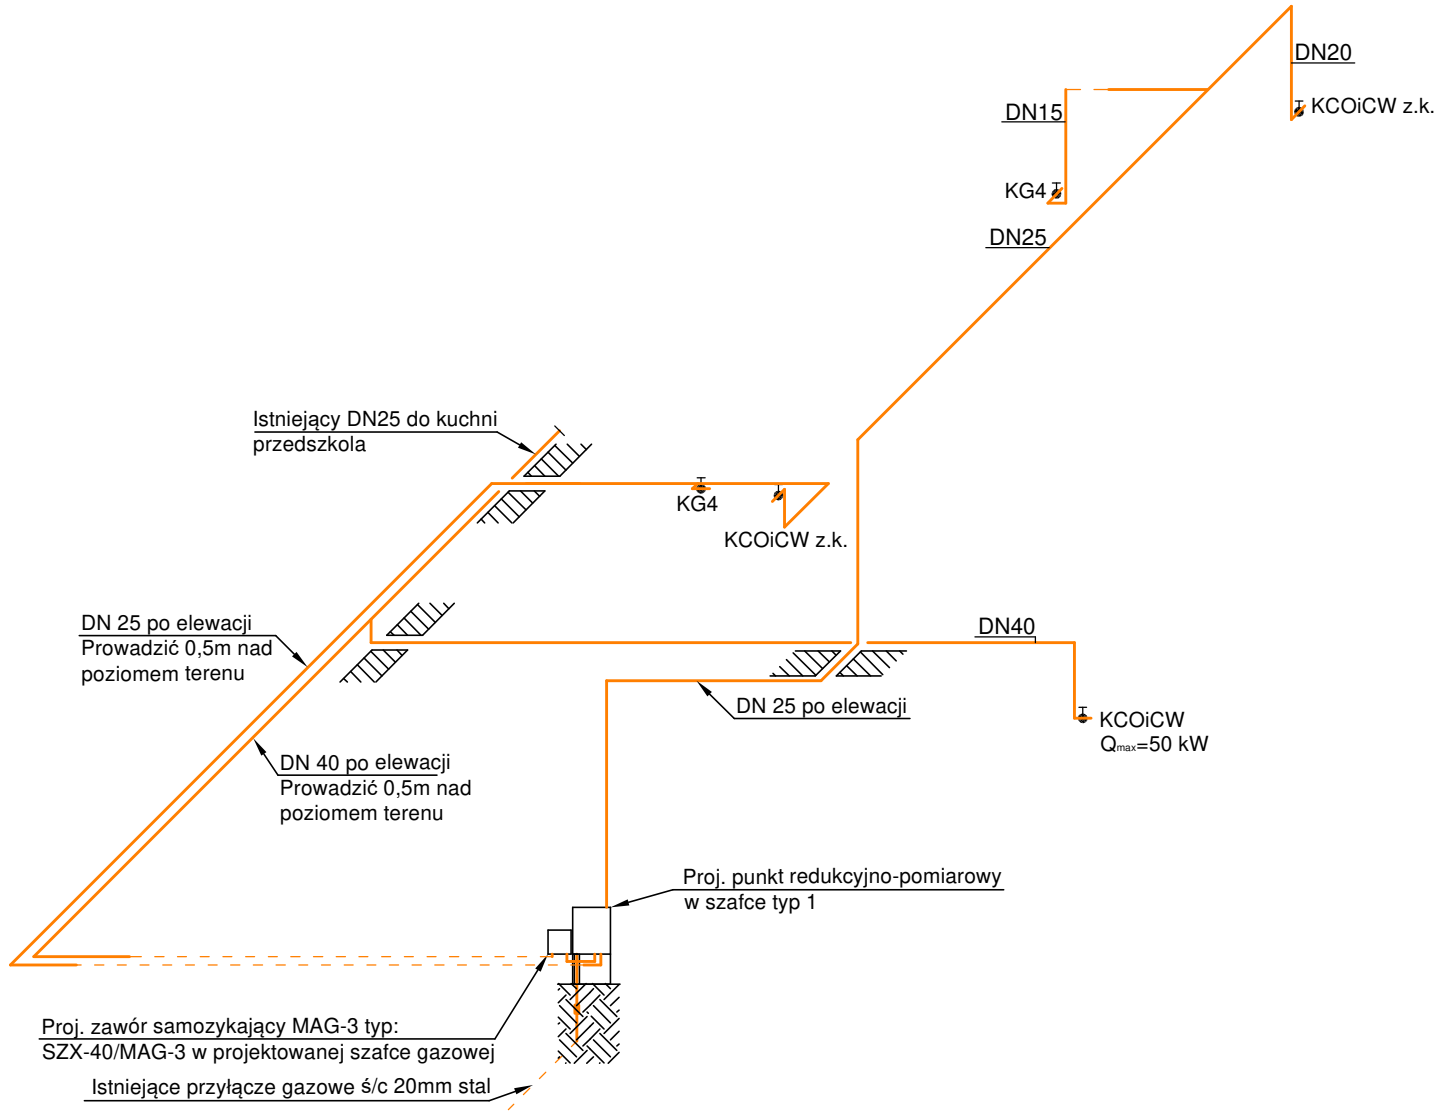 DN20
KCOiCW z.k.
DN15
KG4
DN25
Istniejący DN25 do kuchni
przedszkola
KG4
KCOiCW z.k.
DN 25 po elewacji
Prowadzić 0,5m nad
poziomem terenu
DN40
DN 25 po elewacji
KCOiCW
Qmax=50 kW
DN 40 po elewacji
Prowadzić 0,5m nad
poziomem terenu
Proj. punkt redukcyjno-pomiarowy
w szafce typ 1
Proj. zawór samozykający MAG-3 typ:
SZX-40/MAG-3 w projektowanej szafce gazowej
Istniejące przyłącze gazowe ś/c 20mm stal